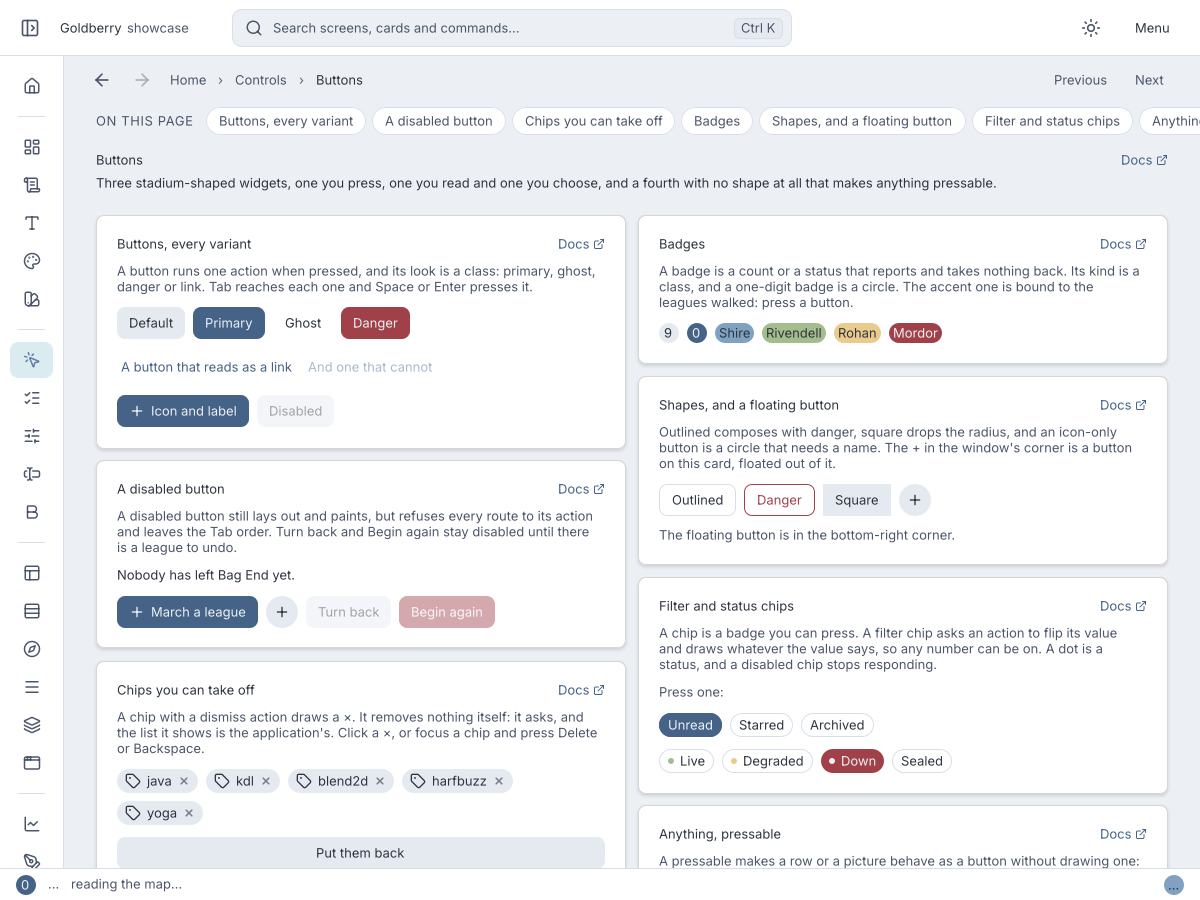 Goldberry showcase
Search screens, cards and commands...
Ctrl K
Menu
Home › Controls › Buttons
Previous
Next
ON THIS PAGE
Buttons, every variant
A disabled button
Chips you can take off
Badges
Shapes, and a floating button
Filter and status chips
Anythin
Buttons
Docs
Three stadium-shaped widgets, one you press, one you read and one you choose, and a fourth with no shape at all that makes anything pressable.
Buttons, every variant
Docs
A button runs one action when pressed, and its look is a class: primary, ghost,
danger or link. Tab reaches each one and Space or Enter presses it.
Default
Primary
Ghost
Danger
A button that reads as a link
And one that cannot
+ Icon and label
Disabled
A disabled button
Docs
A disabled button still lays out and paints, but refuses every route to its action
and leaves the Tab order. Turn back and Begin again stay disabled until there
is a league to undo.
Nobody has left Bag End yet.
+ March a league
+
Turn back
Begin again
Chips you can take off
Docs
A chip with a dismiss action draws a ×. It removes nothing itself: it asks, and
the list it shows is the application's. Click a ×, or focus a chip and press Delete
or Backspace.
java ×
kdl ×
blend2d ×
harfbuzz ×
yoga ×
Put them back
Badges
Docs
A badge is a count or a status that reports and takes nothing back. Its kind is a
class, and a one-digit badge is a circle. The accent one is bound to the
leagues walked: press a button.
9
0
Shire
Rivendell
Rohan
Mordor
Shapes, and a floating button
Docs
Outlined composes with danger, square drops the radius, and an icon-only
button is a circle that needs a name. The + in the window's corner is a button
on this card, floated out of it.
Outlined
Danger
Square
+
The floating button is in the bottom-right corner.
Filter and status chips
Docs
A chip is a badge you can press. A filter chip asks an action to flip its value
and draws whatever the value says, so any number can be on. A dot is a
status, and a disabled chip stops responding.
Press one:
Unread
Starred
Archived
Live
Degraded
Down
Sealed
Anything, pressable
Docs
A pressable makes a row or a picture behave as a button without drawing one:
0
...
reading the map...
...